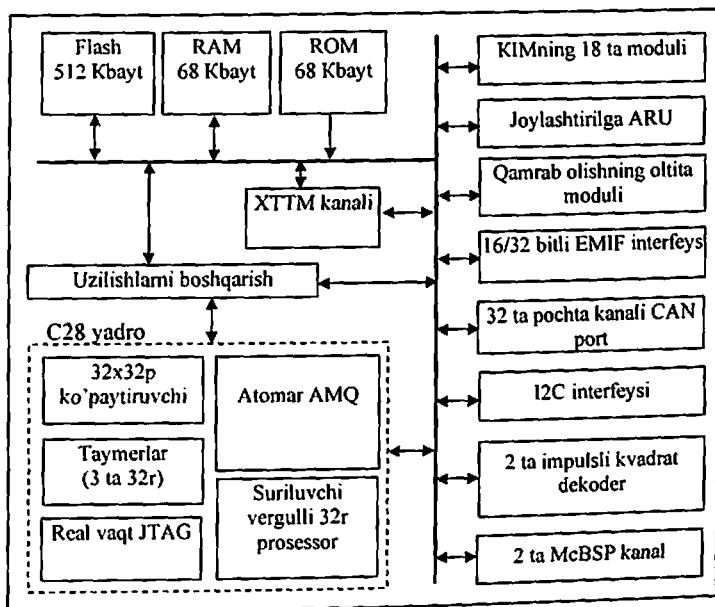 Flash
512 Kbayt
RAM
68 Kbayt
ROM
68 Kbayt
XTTM kanali
Uzilishlarni boshqarish
C28 yadro
32x32p
ko'paytiruvchi
Atomar AMQ
Taymerlar
(3 ta 32r)
Suriluvchi
vergulli 32r
prosessor
Real vaqt JTAG
KIMning 18 ta moduli
Joylashtirilga ARU
Qamrab olishning oltita
moduli
16/32 bitli EMIF interfeys
32 ta pochta kanali CAN
port
I2C interfeysi
2 ta impulsli kvadrat
dekoder
2 ta McBSP kanal